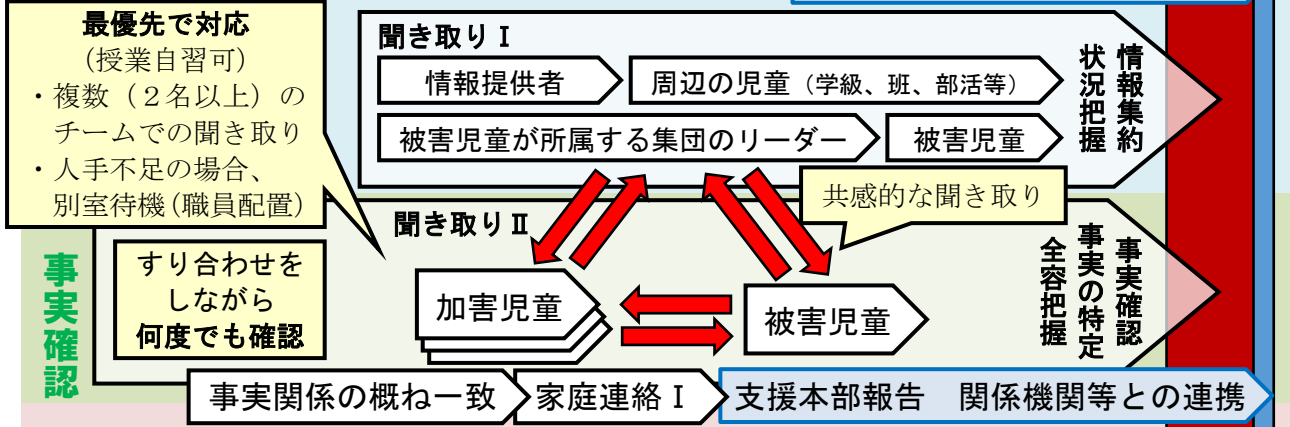 最優先で対応
(授業自習可)
・複数(２名以上)の
チームでの聞き取り
・人手不足の場合、
別室待機(職員配置)
聞き取りⅠ
情報提供者
周辺の児童（学級、班、部活等）
被害児童が所属する集団のリーダー
被害児童
情報集約
状況把握
共感的な聞き取り
聞き取りⅡ
事実確認
すり合わせを
しながら
何度でも確認
加害児童
被害児童
事実確認
事実の特定
全容把握
事実関係の概ね一致
家庭連絡Ⅰ
支援本部報告　関係機関等との連携